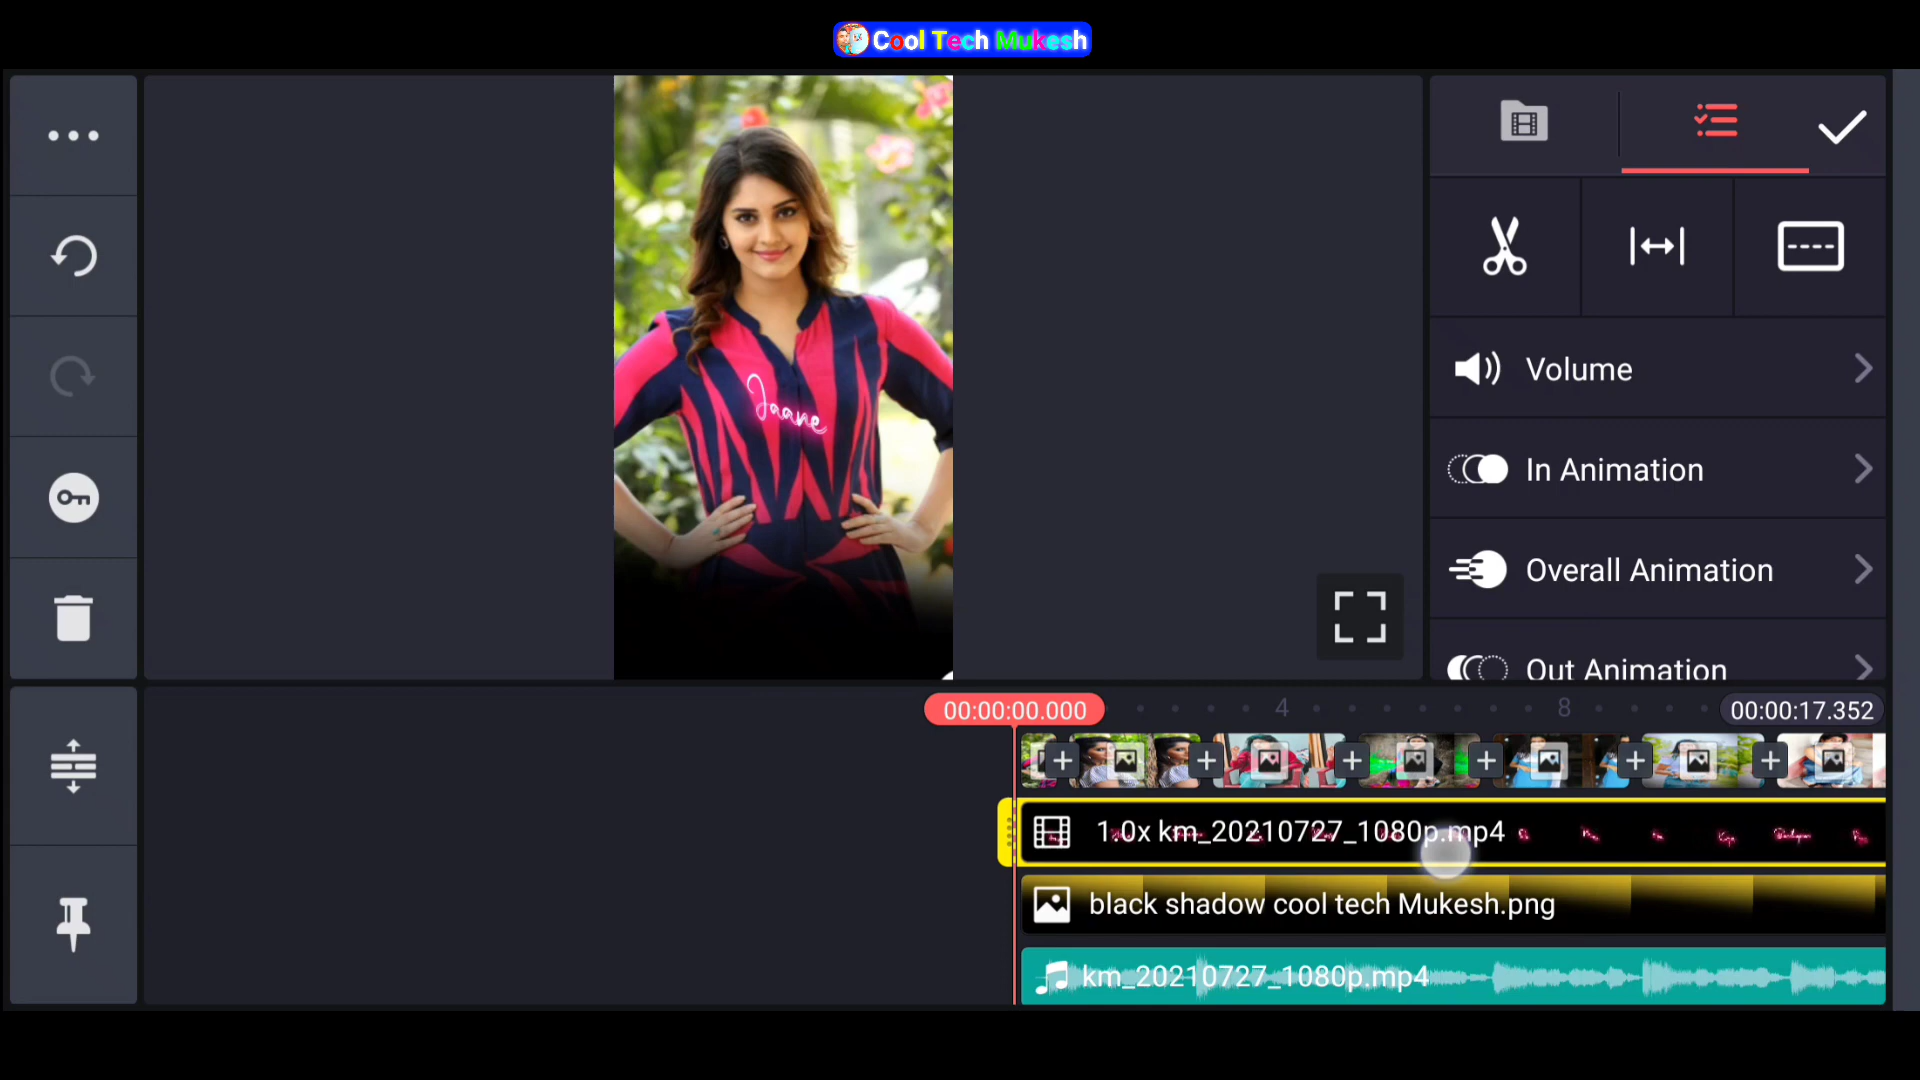 Cool Tech Mukesh
Jaane
Volume
In Animation
Overall Animation
Out Animation
00:00:00.000
4
8
00:00:17.352
1.0x km_20210727_1080p.mp4
black shadow cool tech Mukesh.png
km_20210727_1080p.mp4